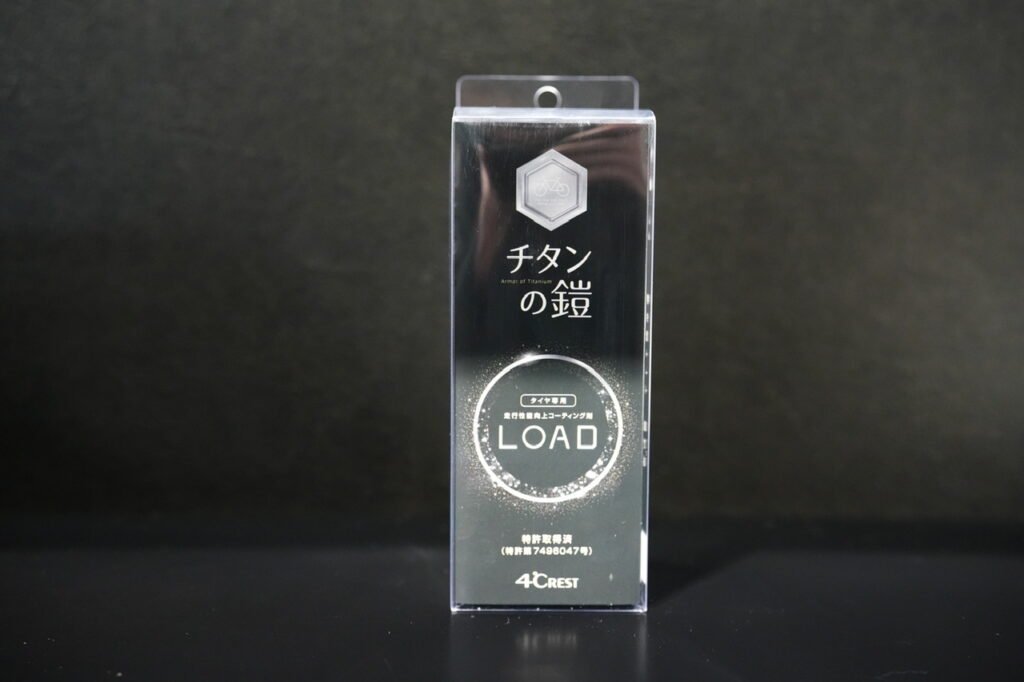 チタン
Armor of Titanium
の鎧
タイヤ専用
走行性能向上コーティング剤
LOAD
特許取得済
(特許第7496047号)
4℃REST